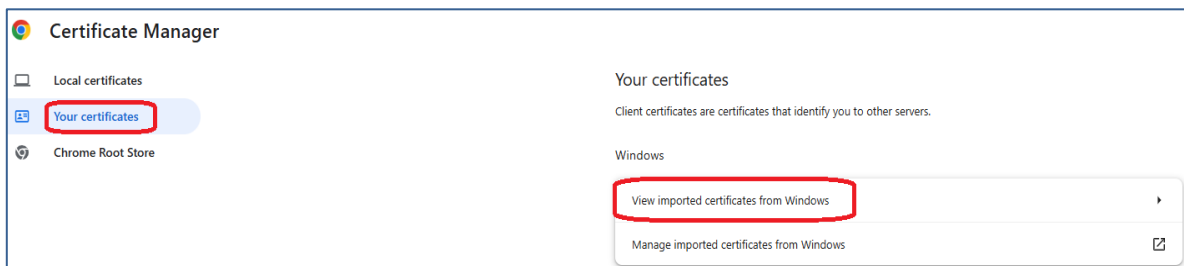 Certificate Manager
Local certificates
Your certificates
Chrome Root Store
Your certificates
Client certificates are certificates that identify you to other servers.
Windows
View imported certificates from Windows
Manage imported certificates from Windows